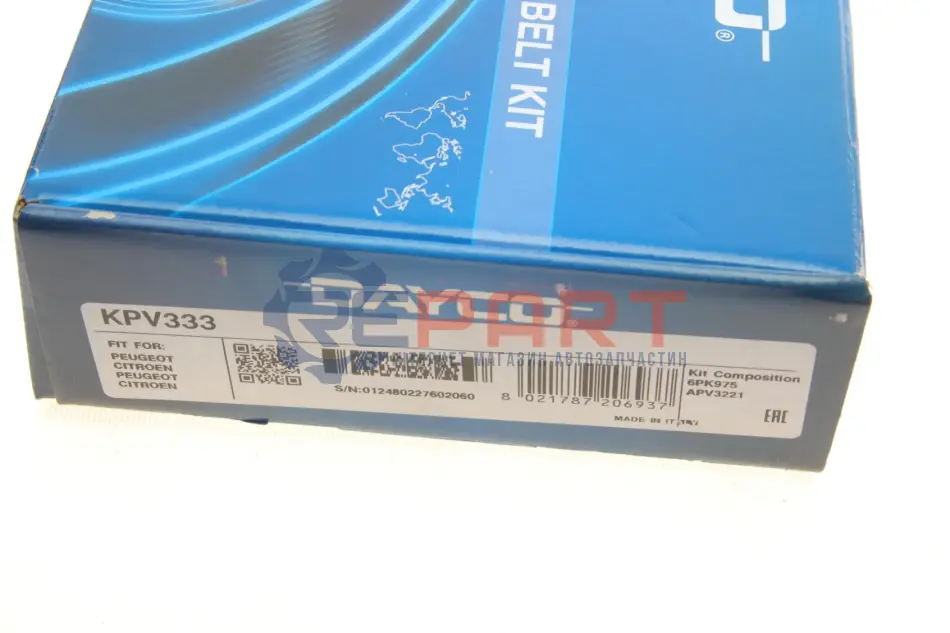 BELT KIT
®
DAYCO
REPART
МАГАЗИН АВТОЗАПЧАСТИН
KPV333
FIT FOR:
PEUGEOT
CITROEN
PEUGEOT
CITROEN
S/N:012480227602060
8 021787 206937
MADE IN ITALY
Kit Composition
6PK975
APV3221
EAC